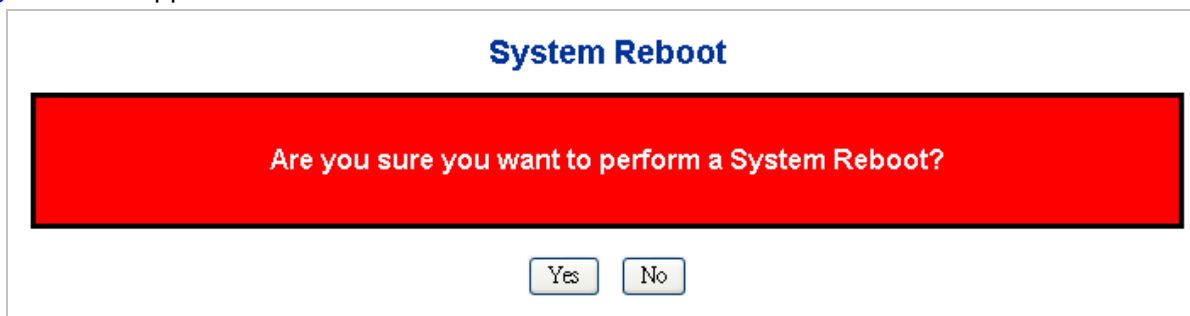 System Reboot
Are you sure you want to perform a System Reboot?
Yes No